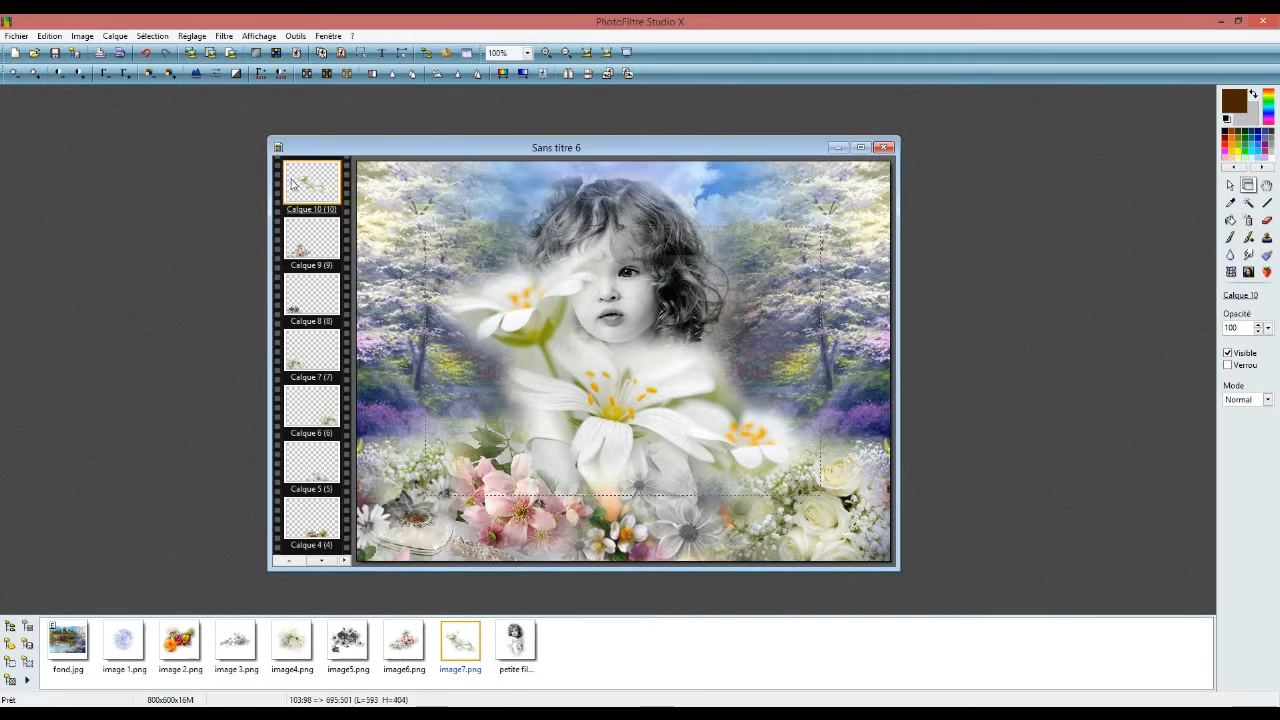 PhotoFiltre Studio X
Fichier Edition Image Calque Sélection Réglage Filtre Affichage Outils Fenêtre ?
100%
Sans titre 6
Calque 10 (10)
Calque 9 (9)
Calque 8 (8)
Calque 7 (7)
Calque 6 (6)
Calque 5 (5)
Calque 4 (4)
Calque 10
Opacité
100
Visible
Verrou
Mode
Normal
fond.jpg image 1.png image 2.png image 3.png image4.png image5.png image6.png image7.png petite fil...
Prêt 800x600x16M 103:98 => 695:501 (L=593 H=404)